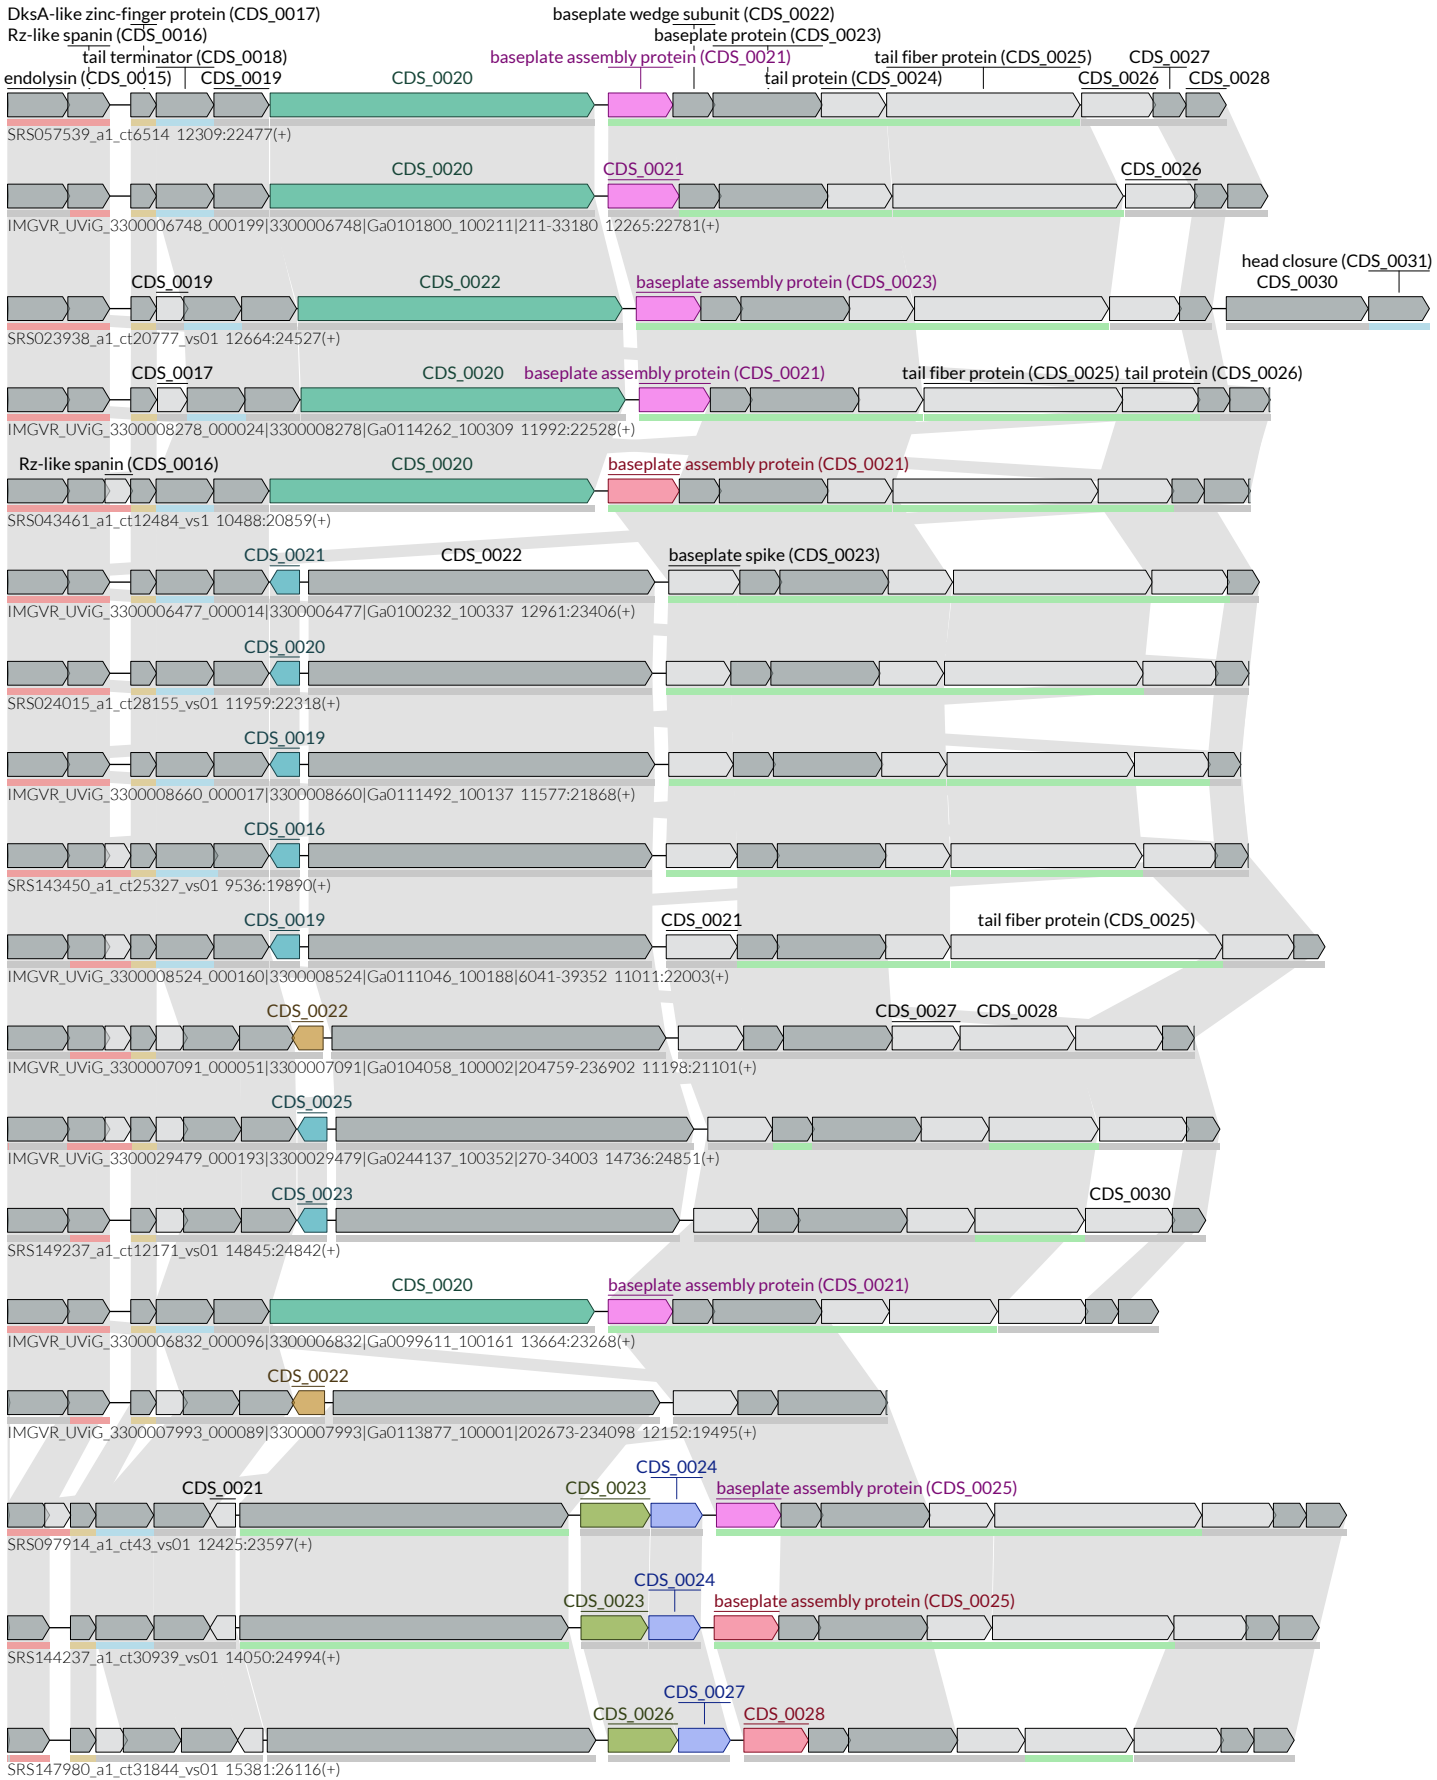 DksA-like zinc-finger protein (CDS_0017) baseplate wedge subunit (CDS_0022)
Rz-like spanin (CDS_0016) baseplate protein (CDS_0023)
tail terminator (CDS_0018) baseplate assembly protein (CDS_0021) tail fiber protein (CDS_0025) CDS_0027
endolysin (CDS_0015) CDS_0019 CDS_0020 tail protein (CDS_0024) CDS_0026 CDS_0028
SRS057539_a1_ct6514 12309:22477(+)
CDS_0020 CDS_0021 CDS_0026
IMGVR_UViG_3300006748_000199|3300006748|Ga0101800_100211|211-33180 12265:22781(+)
head closure (CDS_0031)
CDS_0019 CDS_0022 baseplate assembly protein (CDS_0023) CDS_0030
SRS023938_a1_ct20777_vs01 12664:24527(+)
CDS_0017 CDS_0020 baseplate assembly protein (CDS_0021) tail fiber protein (CDS_0025) tail protein (CDS_0026)
IMGVR_UViG_3300008278_000024|3300008278|Ga0114262_100309 11992:22528(+)
Rz-like spanin (CDS_0016) CDS_0020 baseplate assembly protein (CDS_0021)
SRS043461_a1_ct12484_vs1 10488:20859(+)
CDS_0021 CDS_0022 baseplate spike (CDS_0023)
IMGVR_UViG_3300006477_000014|3300006477|Ga0100232_100337 12961:23406(+)
CDS_0020
SRS024015_a1_ct28155_vs01 11959:22318(+)
CDS_0019
IMGVR_UViG_3300008660_000017|3300008660|Ga0111492_100137 11577:21868(+)
CDS_0016
SRS143450_a1_ct25327_vs01 9536:19890(+)
CDS_0019 CDS_0021 tail fiber protein (CDS_0025)
IMGVR_UViG_3300008524_000160|3300008524|Ga0111046_100188|6041-39352 11011:22003(+)
CDS_0022 CDS_0027 CDS_0028
IMGVR_UViG_3300007091_000051|3300007091|Ga0104058_100002|204759-236902 11198:21101(+)
CDS_0025
IMGVR_UViG_3300029479_000193|3300029479|Ga0244137_100352|270-34003 14736:24851(+)
CDS_0023 CDS_0030
SRS149237_a1_ct12171_vs01 14845:24842(+)
CDS_0020 baseplate assembly protein (CDS_0021)
IMGVR_UViG_3300006832_000096|3300006832|Ga0099611_100161 13664:23268(+)
CDS_0022
IMGVR_UViG_3300007993_000089|3300007993|Ga0113877_100001|202673-234098 12152:19495(+)
CDS_0024
CDS_0021 CDS_0023 baseplate assembly protein (CDS_0025)
SRS097914_a1_ct43_vs01 12425:23597(+)
CDS_0024
CDS_0023 baseplate assembly protein (CDS_0025)
SRS144237_a1_ct30939_vs01 14050:24994(+)
CDS_0027
CDS_0026 CDS_0028
SRS147980_a1_ct31844_vs01 15381:26116(+)